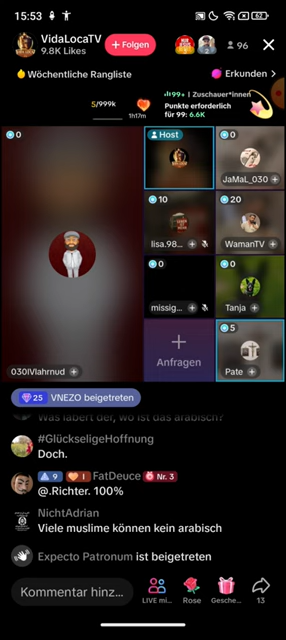 15:53
62
VidaLocaTV
9.8K Likes
+ Folgen
2
96
Wöchentliche Rangliste
Erkunden >
5/999k
1h17m
99+ | Zuschauer*innen
Punkte erforderlich
für 99: 6.6K
0
Host
0
JaMaL_030
10
lisa.98...
20
WamanTV
0
missig...
0
Tanja
030IVlahrnud
Anfragen
5
Pate
25 VNEZO beigetreten
Was labert der, wo ist das arabisch?
#GlückseligeHoffnung
Doch.
9 I FatDeuce Nr. 3
@.Richter. 100%
NichtAdrian
Viele muslime können kein arabisch
Expecto Patronum ist beigetreten
Kommentar hinz...
LIVE mi...
Rose
Gesche...
13